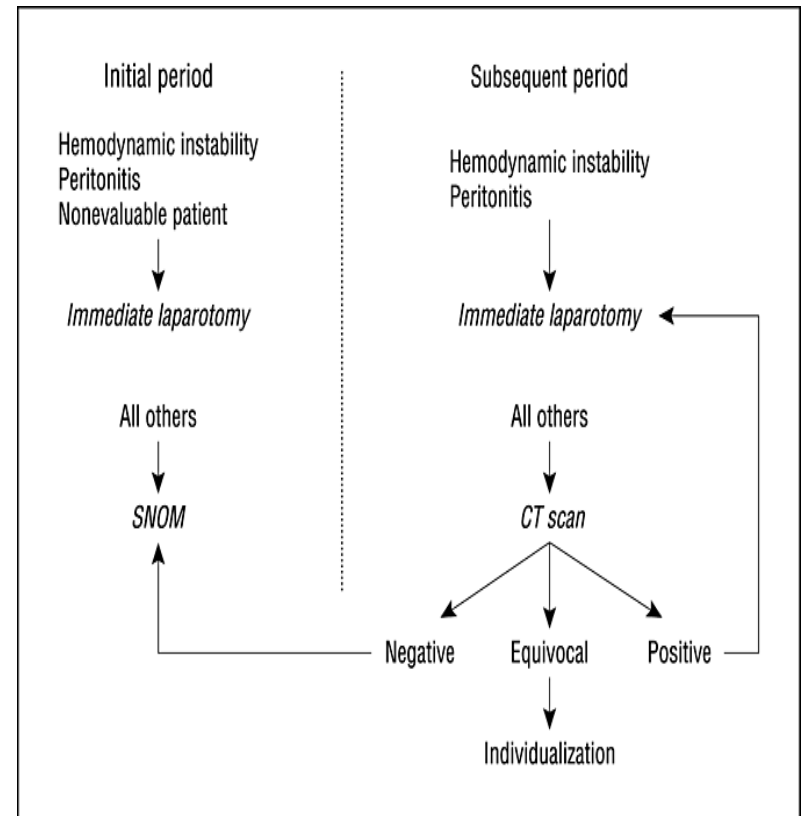 Initial period
Hemodynamic instability
Peritonitis
Nonevaluable patient
Immediate laparotomy
All others
SNOM
Subsequent period
Hemodynamic instability
Peritonitis
Immediate laparotomy
All others
CT scan
Negative
Equivocal
Positive
Individualization